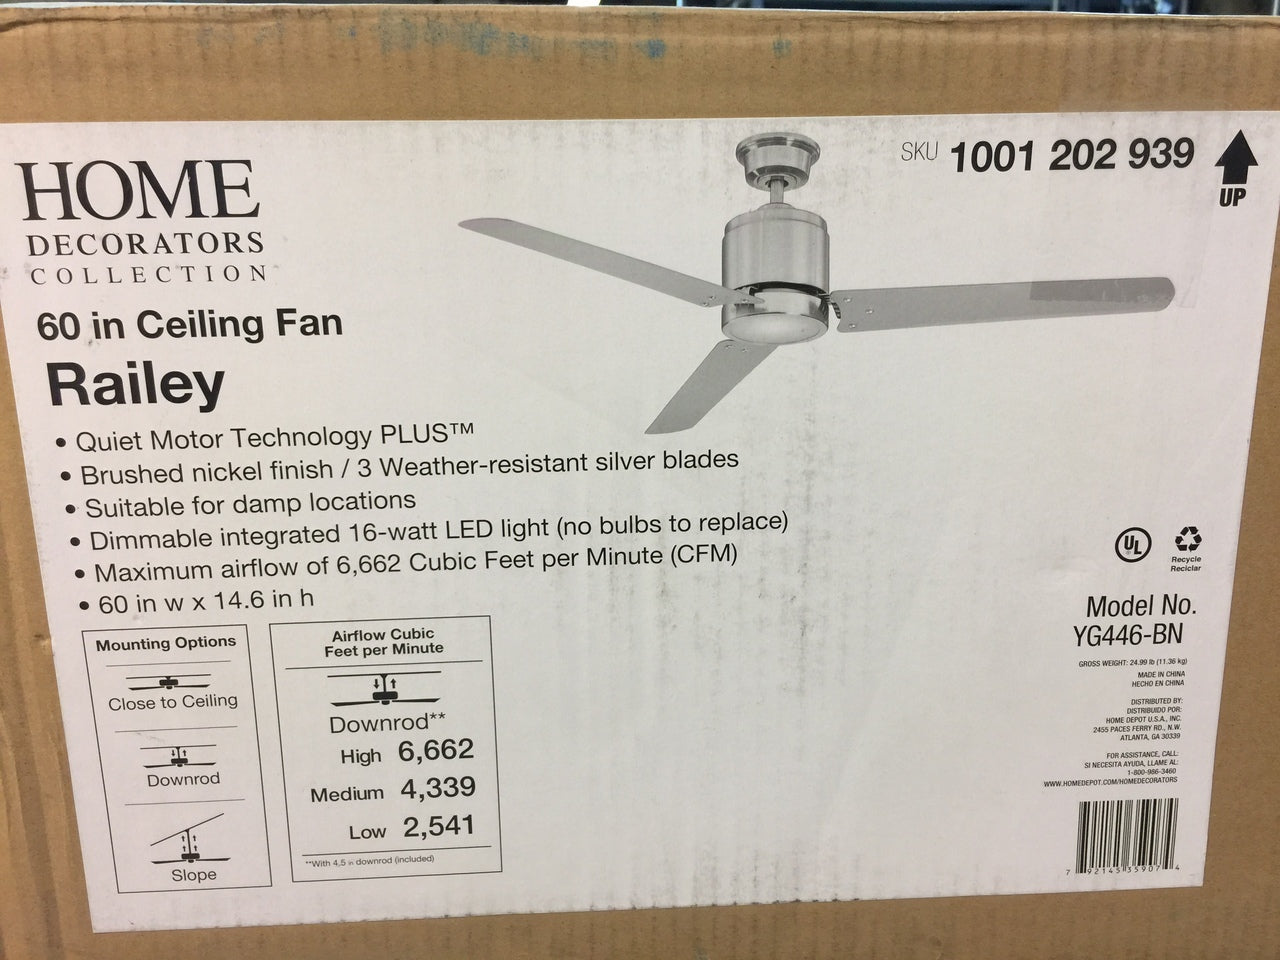 HOME
DECORATORS
COLLECTION
60 in Ceiling Fan
Railey
• Quiet Motor Technology PLUS™
• Brushed nickel finish / 3 Weather-resistant silver blades
• Suitable for damp locations
• Dimmable integrated 16-watt LED light (no bulbs to replace)
• Maximum airflow of 6,662 Cubic Feet per Minute (CFM)
• 60 in w x 14.6 in h
Mounting Options
Close to Ceiling
Downrod
Slope
Airflow Cubic
Feet per Minute
Downrod**
High 6,662
Medium 4,339
Low 2,541
**With 4.5 in downrod (included)
SKU 1001 202 939
UP
UL
Recycle
Reciclar
Model No.
YG446-BN
GROSS WEIGHT: 24.99 lb (11.36 kg)
MADE IN CHINA
HECHO EN CHINA
DISTRIBUTED BY:
DISTRIBUIDO POR:
HOME DEPOT U.S.A., INC.
2455 PACES FERRY RD., N.W.
ATLANTA, GA 30339
FOR ASSISTANCE, CALL:
SI NECESITA AYUDA, LLAME AL:
1-800-986-3460
WWW.HOMEDEPOT.COM/HOMEDECORATORS
7 92145 35907 4